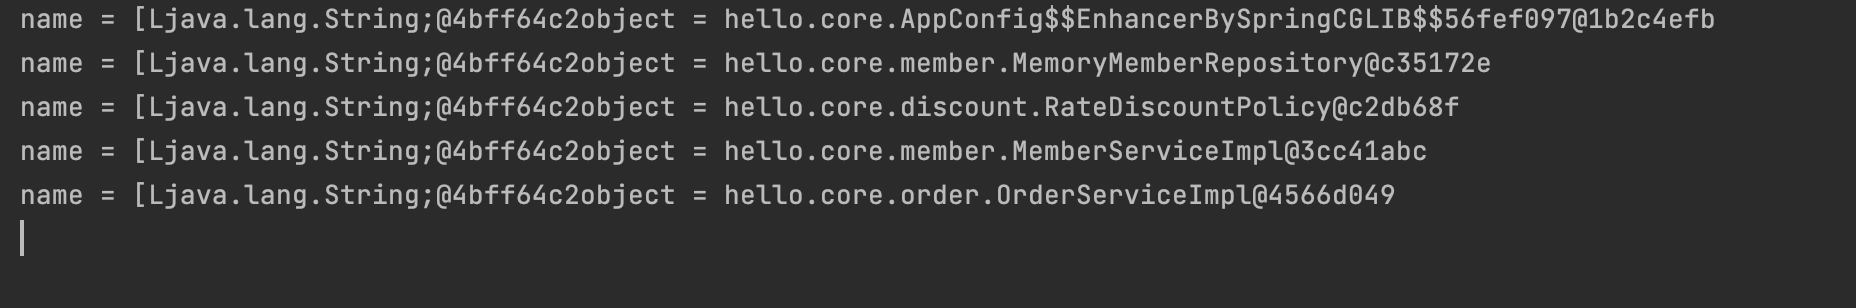 name = [Ljava.lang.String;@4bff64c2object = hello.core.AppConfig$$EnhancerBySpringCGLIB$$56fef097@1b2c4efb
name = [Ljava.lang.String;@4bff64c2object = hello.core.member.MemoryMemberRepository@c35172e
name = [Ljava.lang.String;@4bff64c2object = hello.core.discount.RateDiscountPolicy@c2db68f
name = [Ljava.lang.String;@4bff64c2object = hello.core.member.MemberServiceImpl@3cc41abc
name = [Ljava.lang.String;@4bff64c2object = hello.core.order.OrderServiceImpl@4566d049